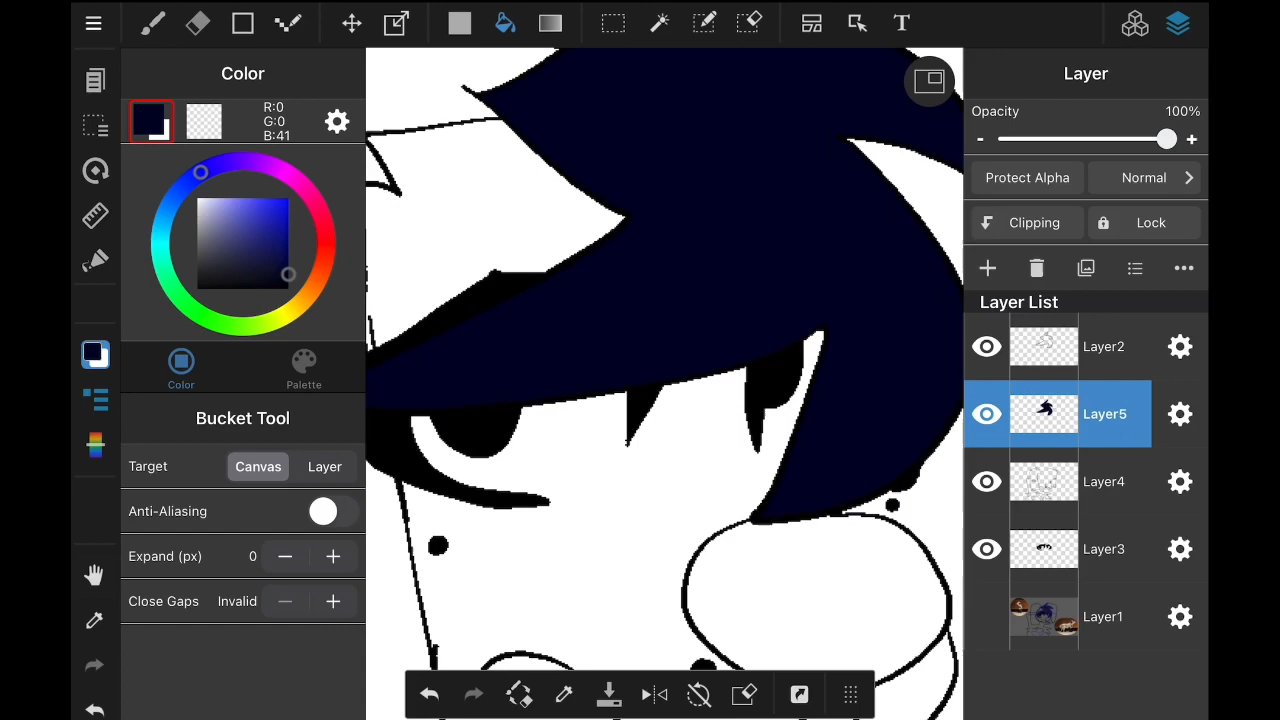 T
Color
R:0
G:0
B:41
Color
Palette
Bucket Tool
Target
Canvas
Layer
Anti-Aliasing
Expand (px)
0
Close Gaps
Invalid
Layer
Opacity
100%
Protect Alpha
Normal
Clipping
Lock
Layer List
Layer2
Layer5
Layer4
Layer3
Layer1